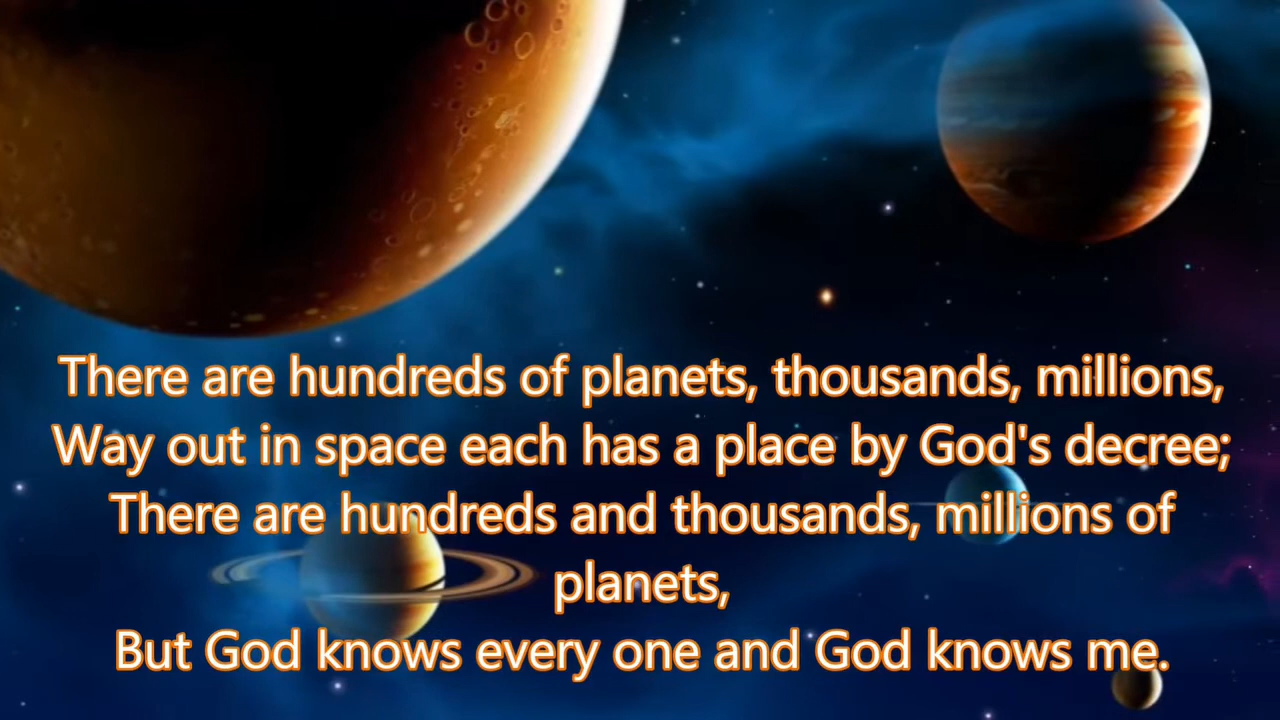 There are hundreds of planets, thousands, millions,
Way out in space each has a place by God's decree;
There are hundreds and thousands, millions of
planets,
But God knows every one and God knows me.